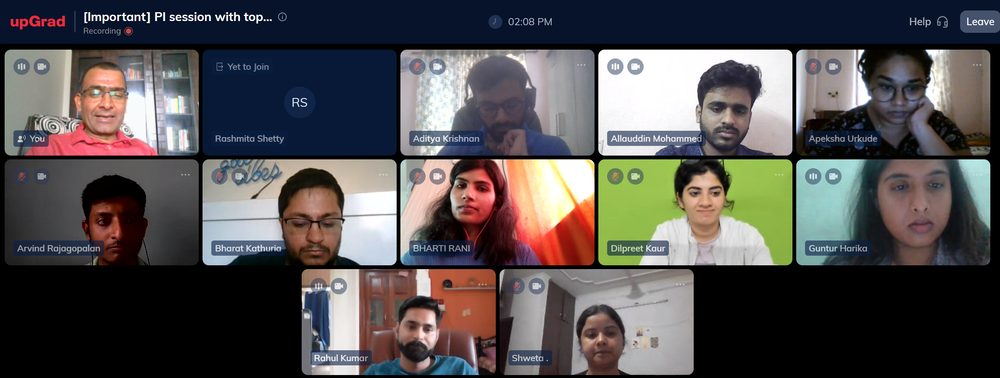 upGrad
[Important] PI session with top...
Recording
02:08 PM
Help
Leave
You
Yet to Join
RS
Rashmita Shetty
Aditya Krishnan
Allauddin Mohammed
Apeksha Urkude
Arvind Rajagopalan
good
vibes
Bharat Kathuria
BHARTI RANI
Dilpreet Kaur
Guntur Harika
Rahul Kumar
Shweta .